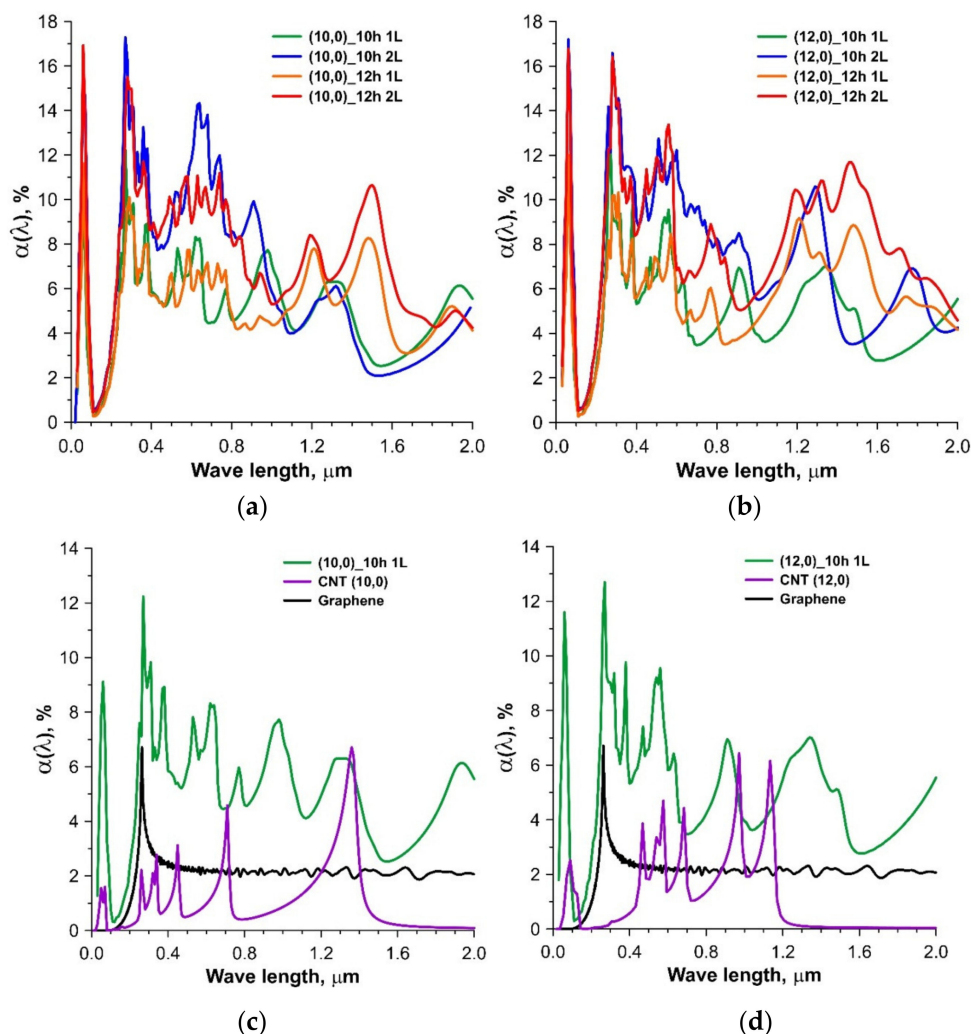 18
16
14
12
10
8
6
4
2
0
α(λ), %
(10,0)_10h 1L
(10,0)_10h 2L
(10,0)_12h 1L
(10,0)_12h 2L
0.0 0.4 0.8 1.2 1.6 2.0
Wave length, μm
(a)
18
16
14
12
10
8
6
4
2
0
α(λ), %
(12,0)_10h 1L
(12,0)_10h 2L
(12,0)_12h 1L
(12,0)_12h 2L
0.0 0.4 0.8 1.2 1.6 2.0
Wave length, μm
(b)
14
12
10
8
6
4
2
0
α(λ), %
(10,0)_10h 1L
CNT (10,0)
Graphene
0.0 0.4 0.8 1.2 1.6 2.0
Wave length, μm
(c)
14
12
10
8
6
4
2
0
α(λ), %
(12,0)_10h 1L
CNT (12,0)
Graphene
0.0 0.4 0.8 1.2 1.6 2.0
Wave length, μm
(d)